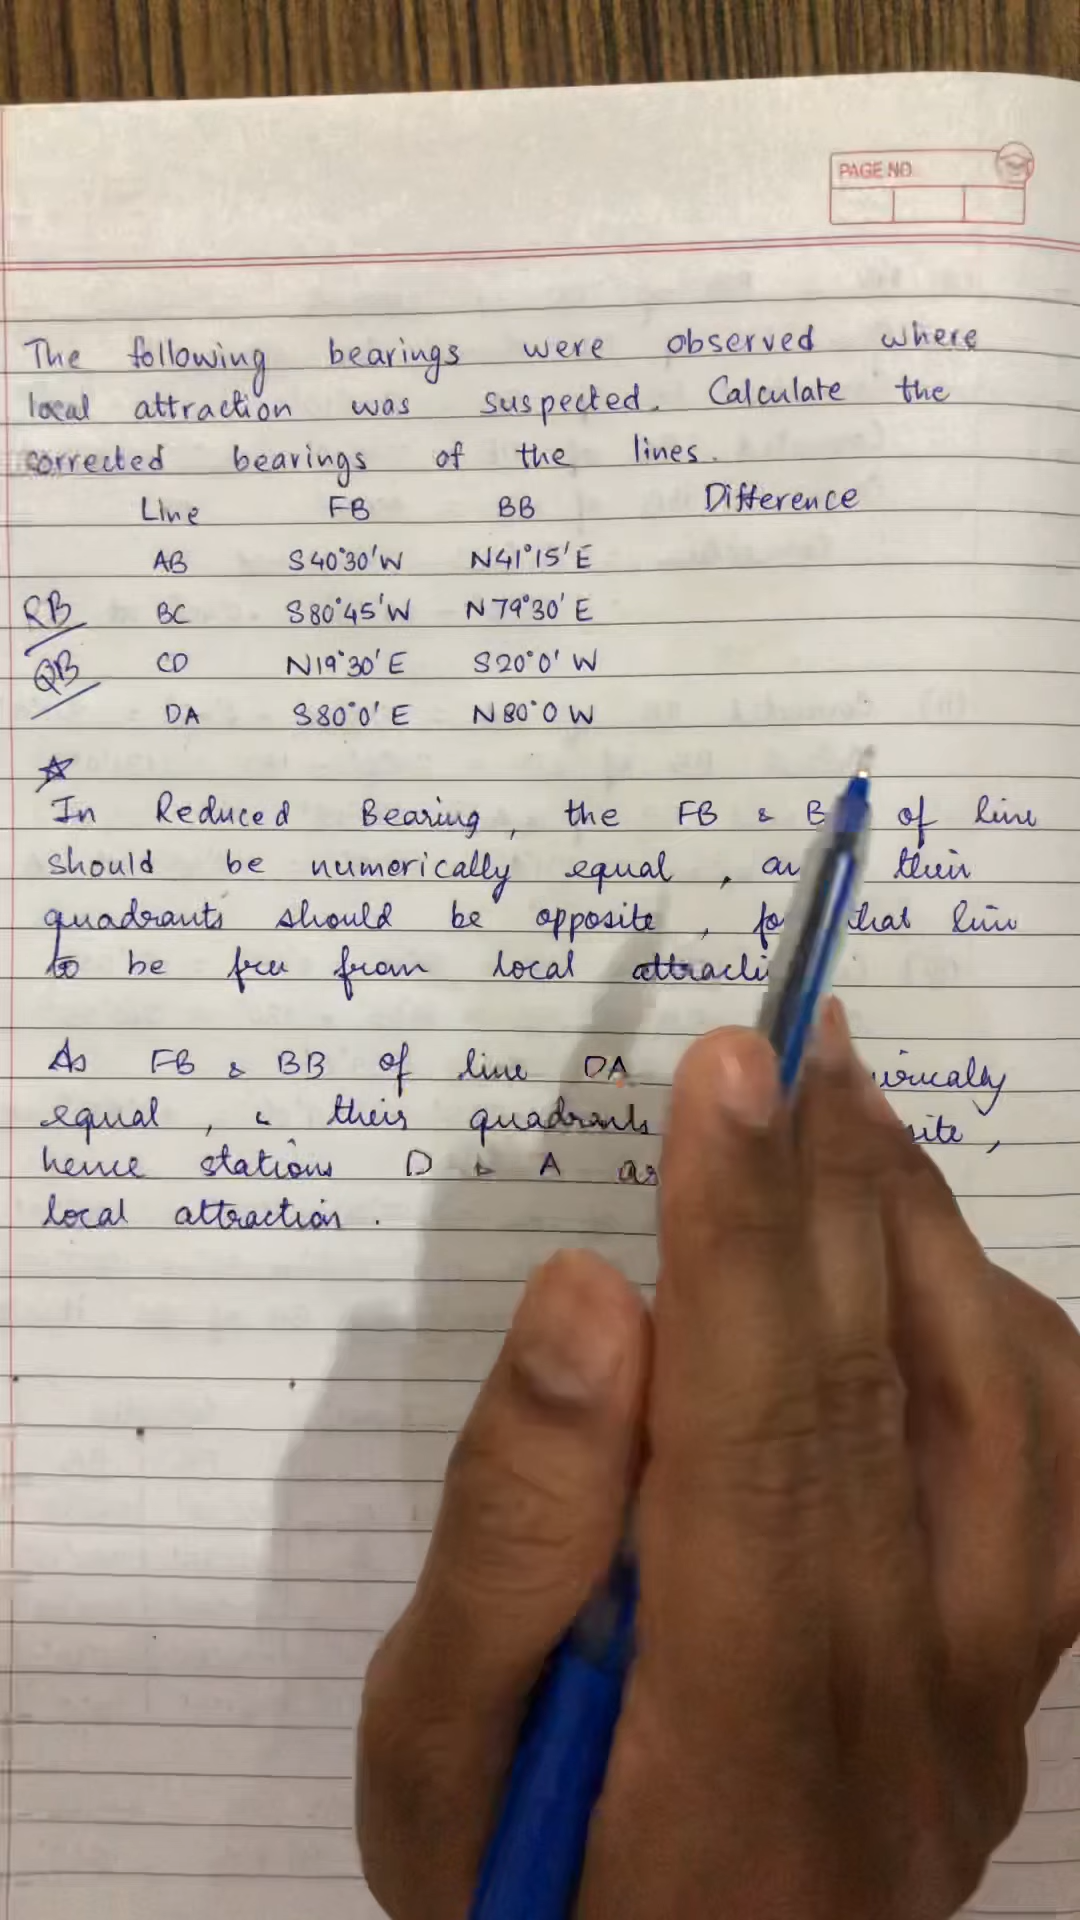 PAGE NO.
The following bearings were observed where
local attraction was suspected. Calculate the
corrected bearings of the lines.
Line FB BB Difference
AB S40°30'W N41°15'E
RB BC S80°45'W N79°30'E
QB CD N19°30'E S20°0'W
DA S80°0'E N80°0W
In Reduced Bearing, the FB & B of line
should be numerically equal, their
quadrants should be opposite, that line
to be free from local
As FB & BB of line DA
equal, & their quadrants
hence stations D & A
local attraction.